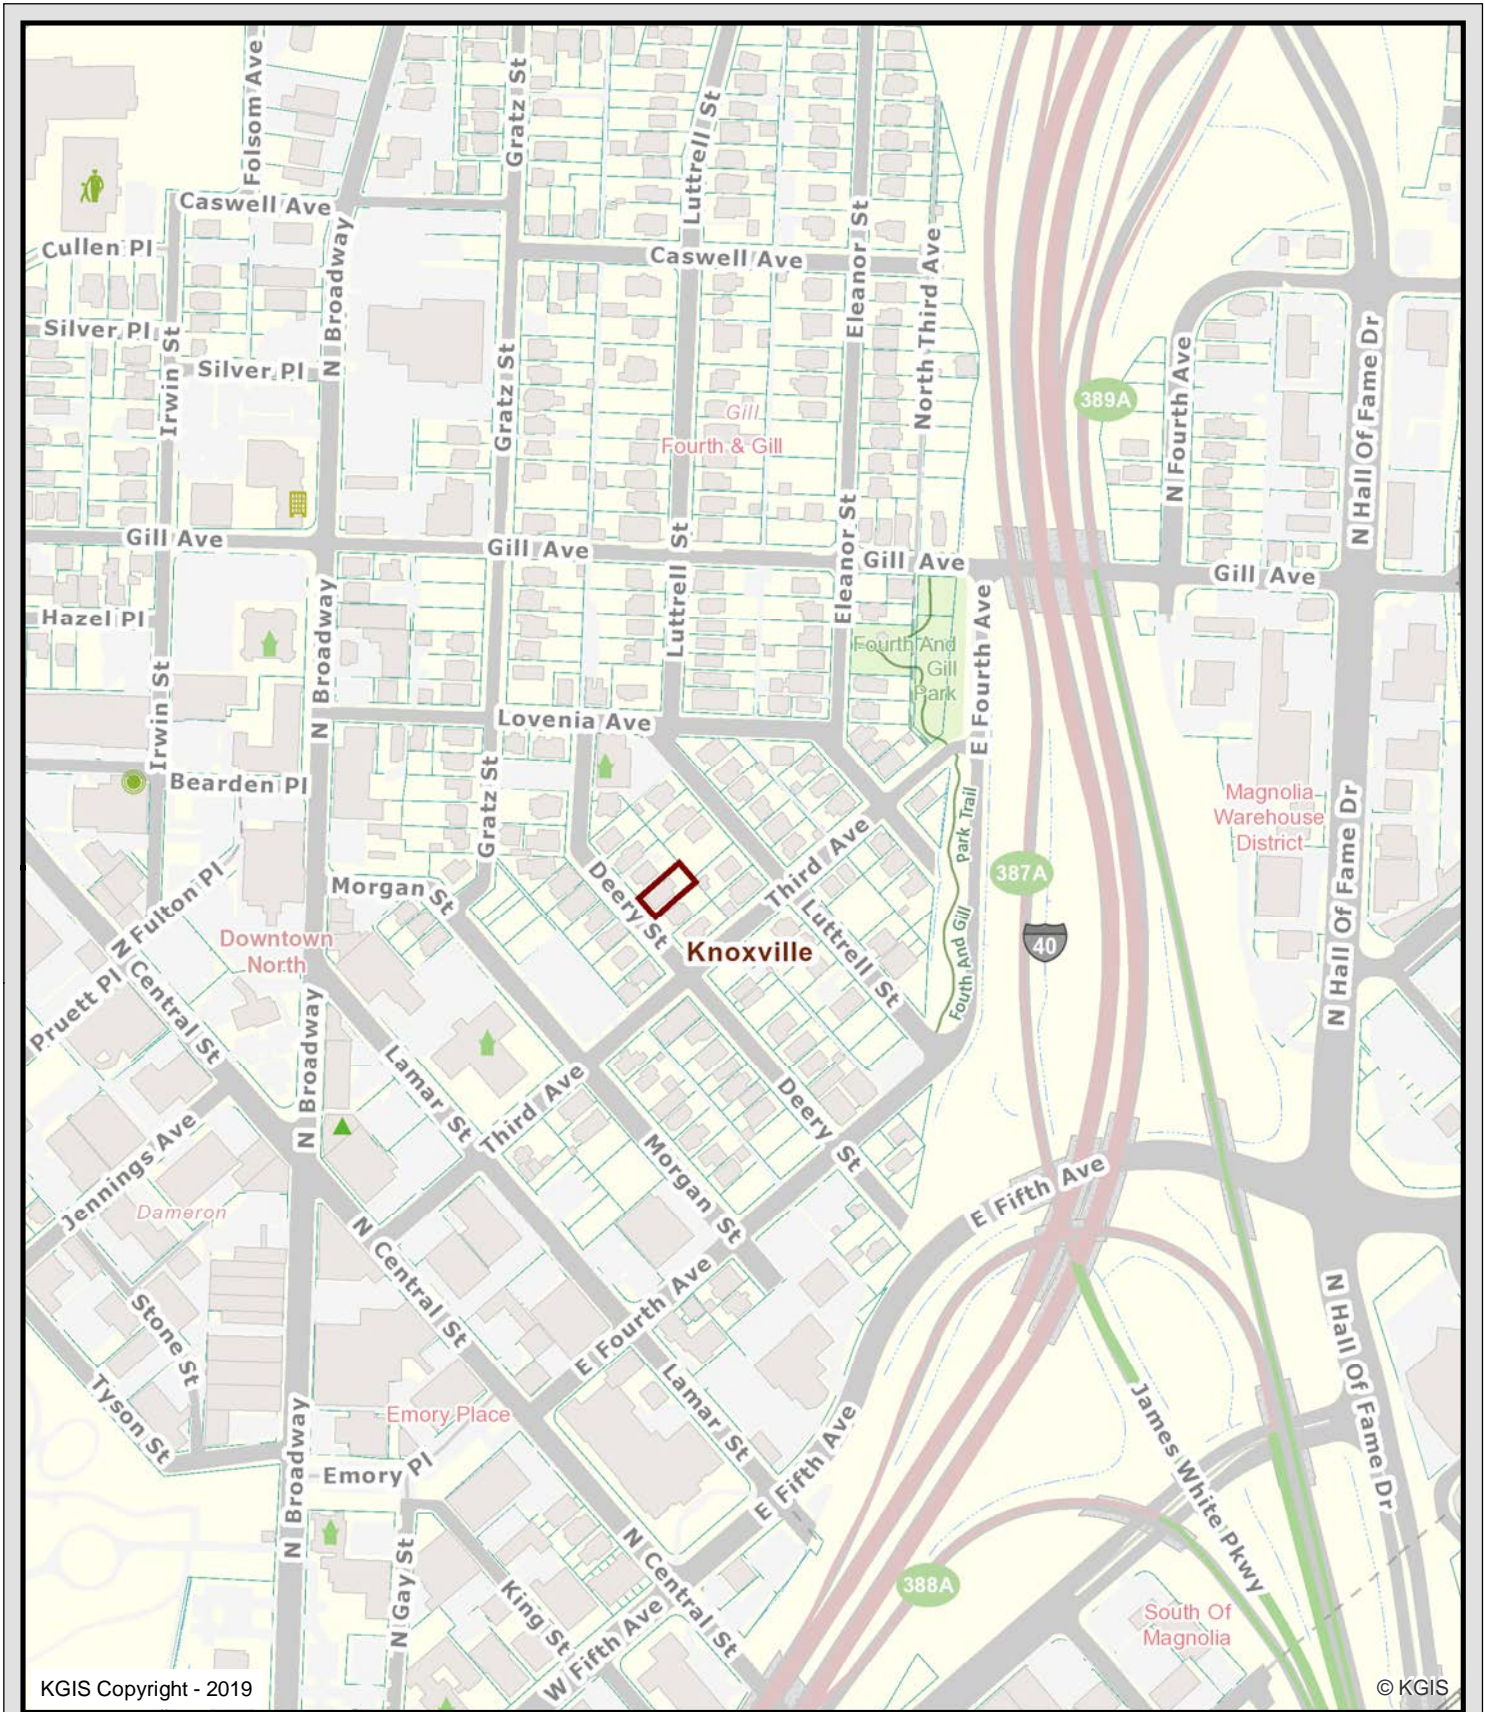 Folsom Ave
Gratz St
Luttrell St
Caswell Ave
Cullen Pl
N Broadway
Caswell Ave
Eleanor St
North Third Ave
Silver Pl
Irwin St
Silver Pl
Gratz St
N Fourth Ave
N Hall Of Fame Dr
389A
Gill
Fourth & Gill
Gill Ave
Gill Ave
Luttrell St
Eleanor St
Gill Ave
Gill Ave
Hazel Pl
N Broadway
Fourth And
Gill
Park
E Fourth Ave
Irwin St
Lovenia Ave
Bearden Pl
Gratz St
Magnolia
Warehouse
District
N Hall Of Fame Dr
Park Trail
Fouth And Gill
387A
Third Ave
Deery St
Morgan St
N Fulton Pl
Downtown
North
Knoxville
Luttrell St
40
Pruett Pl
N Central St
N Broadway
Lamar St
Third Ave
Deery St
Morgan St
Jennings Ave
Dameron
E Fifth Ave
N Central St
E Fourth Ave
Stone St
Tyson St
N Broadway
Lamar St
Emory Place
Emory Pl
E Fifth Ave
James White Pkwy
N Hall Of Fame Dr
N Gay St
King St
N Central St
W Fifth Ave
388A
South Of
Magnolia
KGIS Copyright - 2019
© KGIS